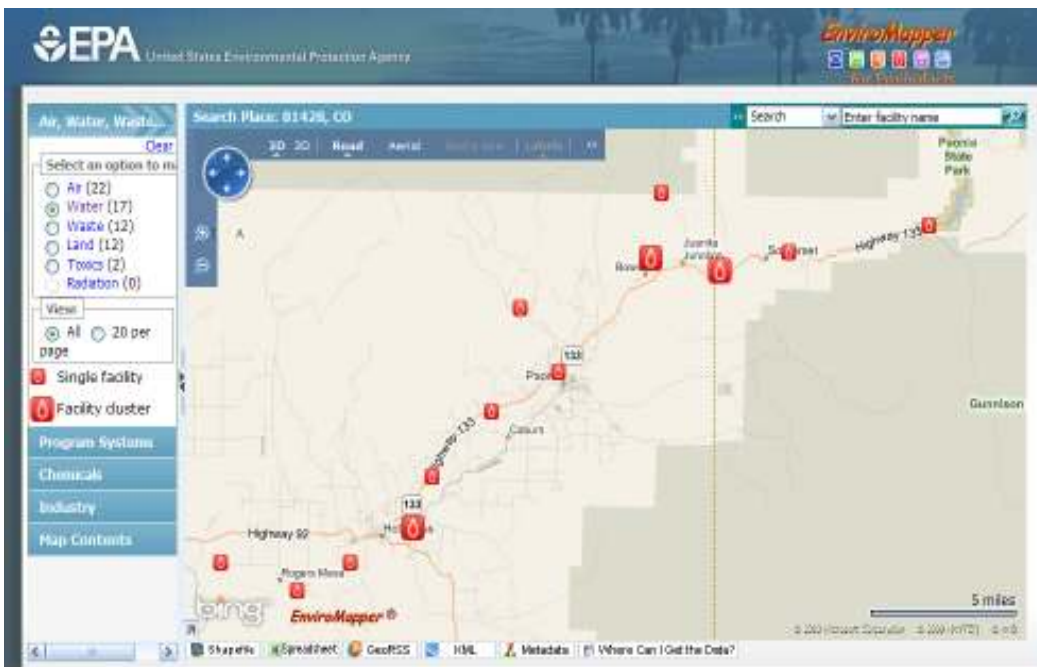 EPA United States Environmental Protection Agency
EnviroMapper
for Envirofacts
Air, Water, Waste...
Clear
Select an option to m
Air (22)
Water (17)
Waste (12)
Land (12)
Toxics (2)
Radiation (0)
View
All 20 per
page
Single facility
Facility cluster
Program Systems
Chemicals
Industry
Map Contents
Search Place: 81428, CO
Search Enter facility name
2D 3D Road Aerial Labels
Paonia
State
Park
Juanita
Junction
Highway 133
133
Gunnison
Highway-133
133
Highway 92
Rogers Mesa
bing EnviroMapper ®
5 miles
Shapefile Spreadsheet GeoRSS KML Metadata Where Can I Get the Data?